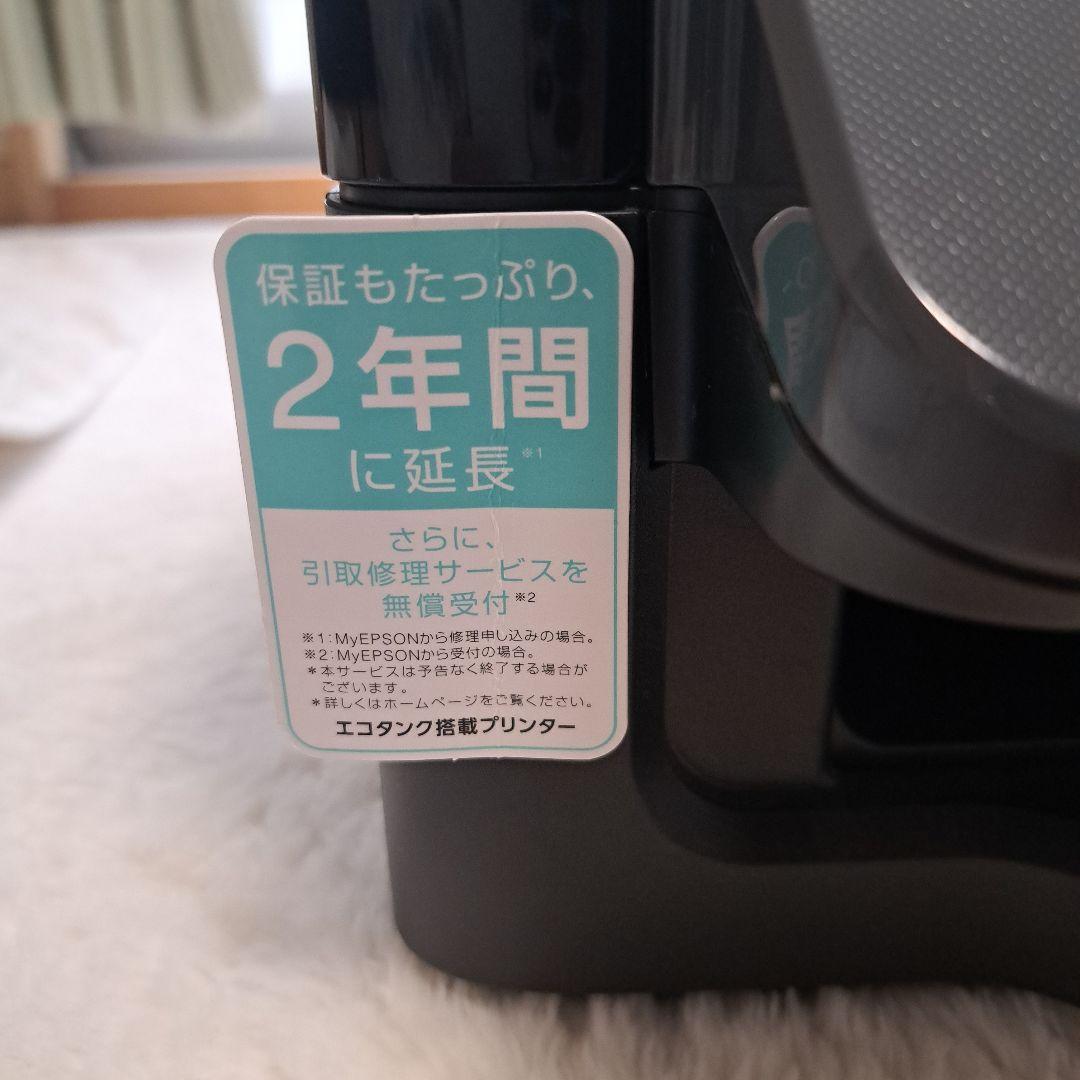 保証もたっぷり、
2年間
に延長※1
さらに、
引取修理サービスを
無償受付※2
※1：MyEPSONから修理申し込みの場合。
※2：MyEPSONから受付の場合。
＊本サービスは予告なく終了する場合が
ございます。
＊詳しくはホームページをご覧ください。
エコタンク搭載プリンター